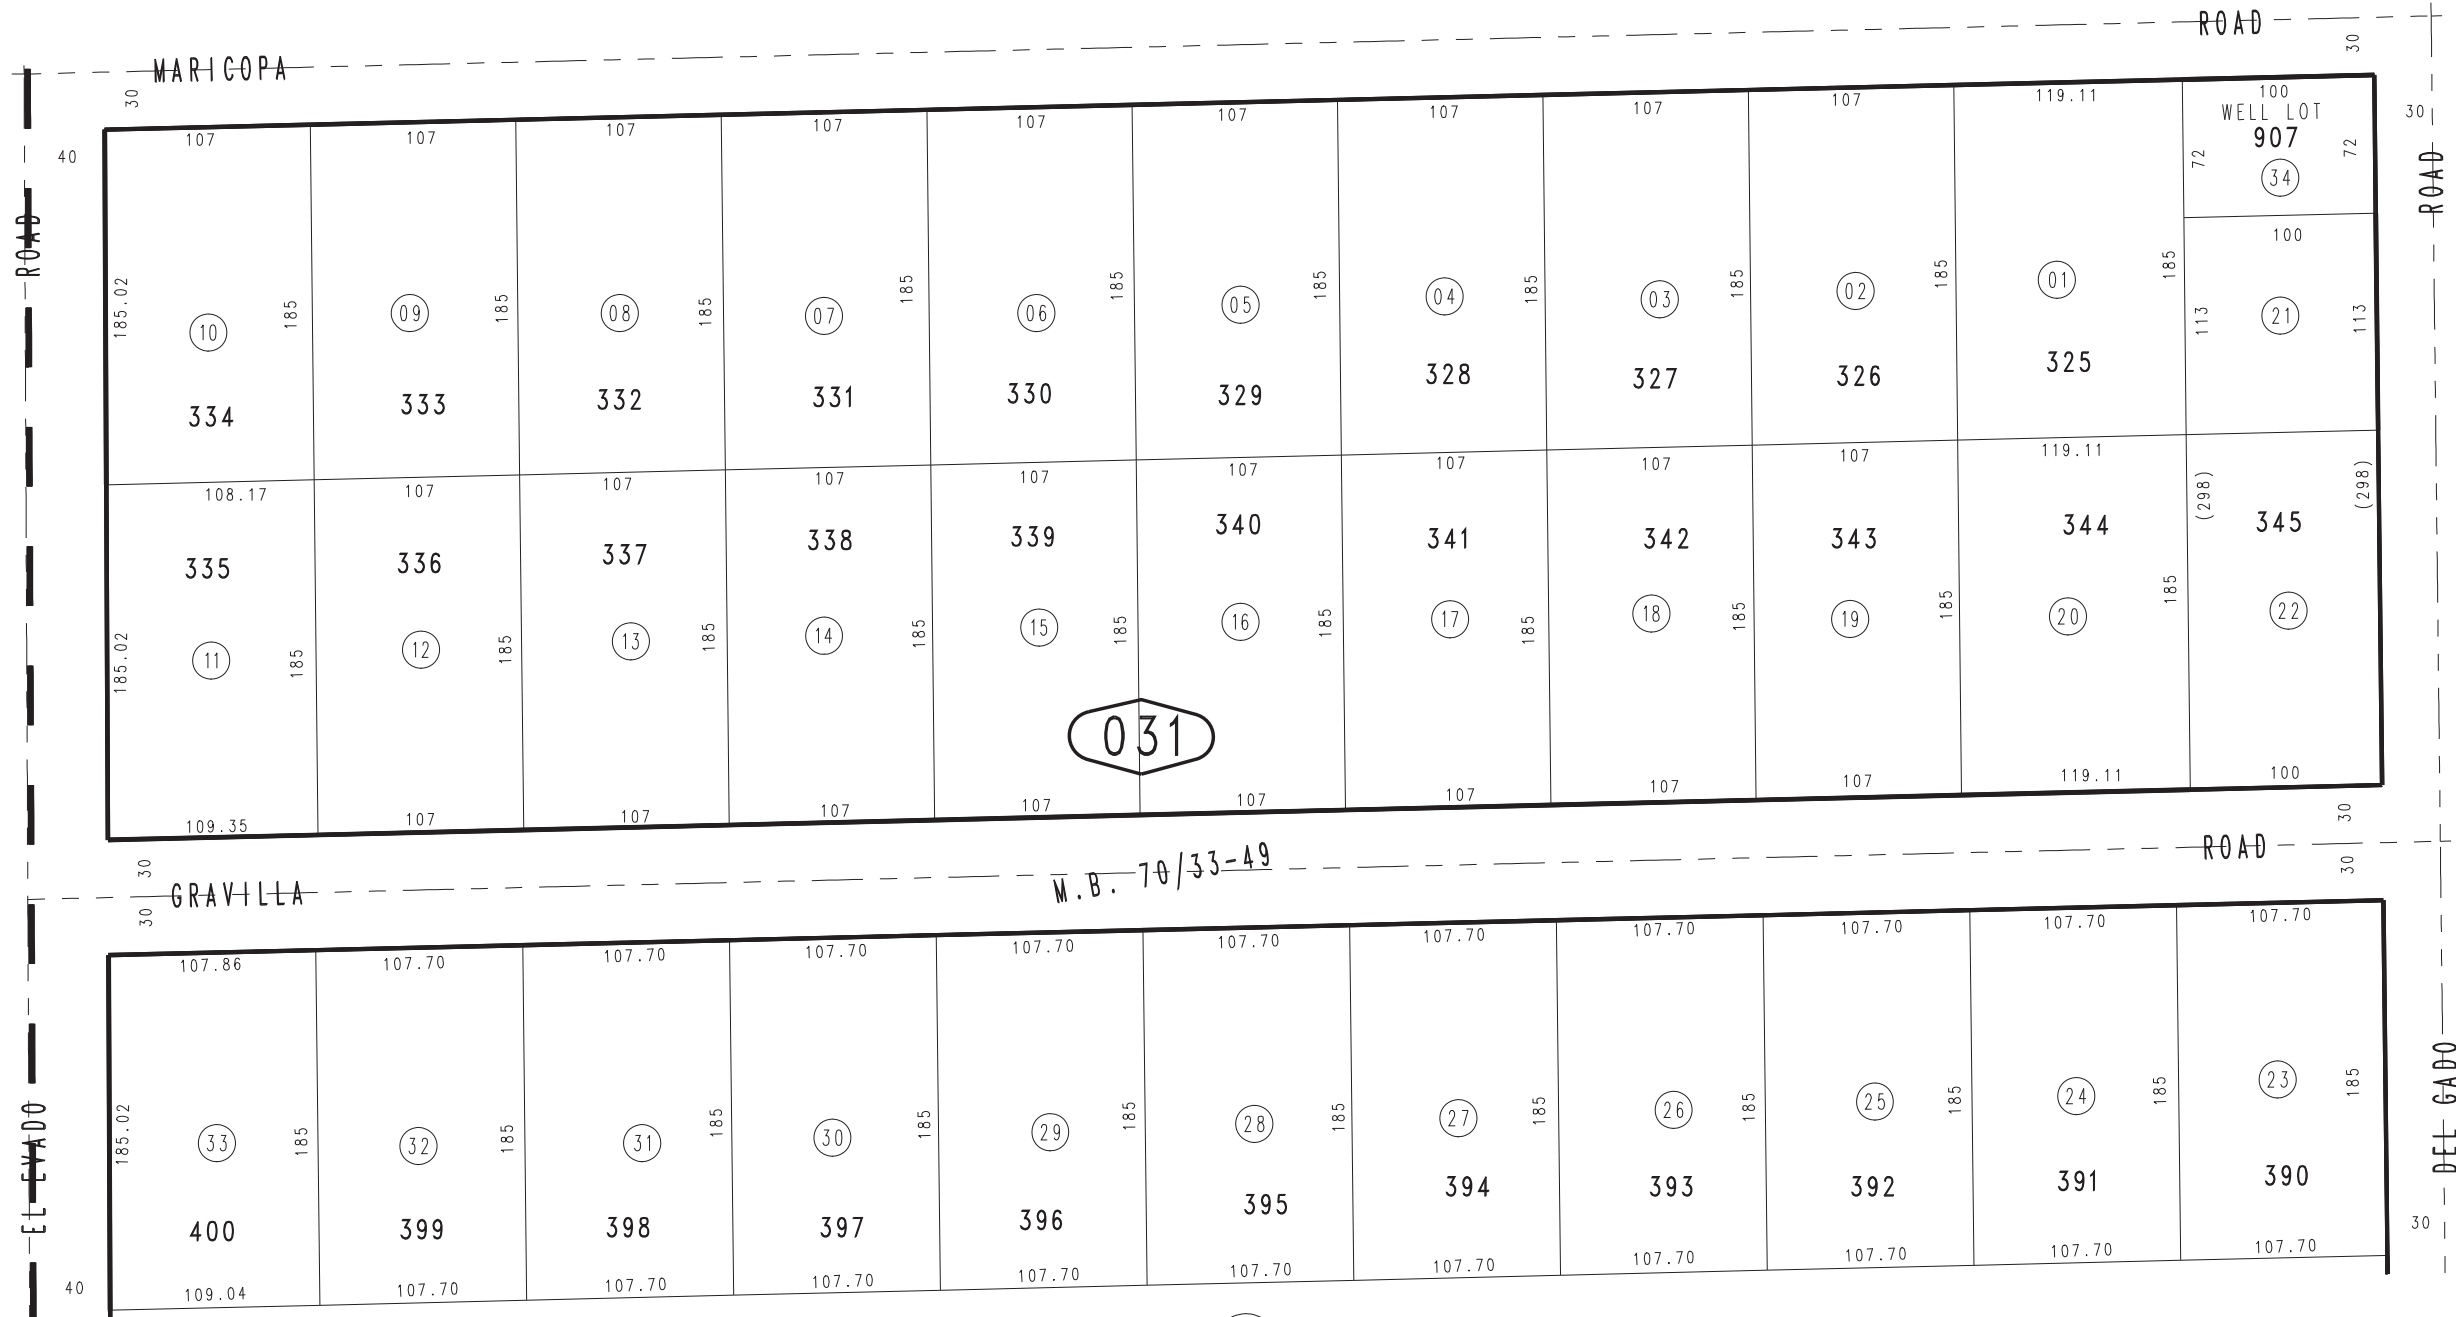 MARICOPA ROAD
30 30
107 107 107 107 107 107 107 107 107 119.11 100
WELL LOT
907
72 72
34
40 30
ROAD ROAD
100
185.02 185 185 185 185 185 185 185 185 185 185 113 113
10 09 08 07 06 05 04 03 02 01 21
334 333 332 331 330 329 328 327 326 325
108.17 107 107 107 107 107 107 107 107 119.11
(298) (298)
335 336 337 338 339 340 341 342 343 344 345
11 12 13 14 15 16 17 18 19 20 22
185.02 185 185 185 185 185 185 185 185 185 185
031
109.35 107 107 107 107 107 107 107 107 119.11 100
30 30
GRAVILLA M.B. 70/33-49 ROAD
30 30
107.86 107.70 107.70 107.70 107.70 107.70 107.70 107.70 107.70 107.70 107.70
185.02 185 185 185 185 185 185 185 185 185 185 185
33 32 31 30 29 28 27 26 25 24 23
EL EVADO DEL GADO
400 399 398 397 396 395 394 393 392 391 390
40 30
109.04 107.70 107.70 107.70 107.70 107.70 107.70 107.70 107.70 107.70 107.70